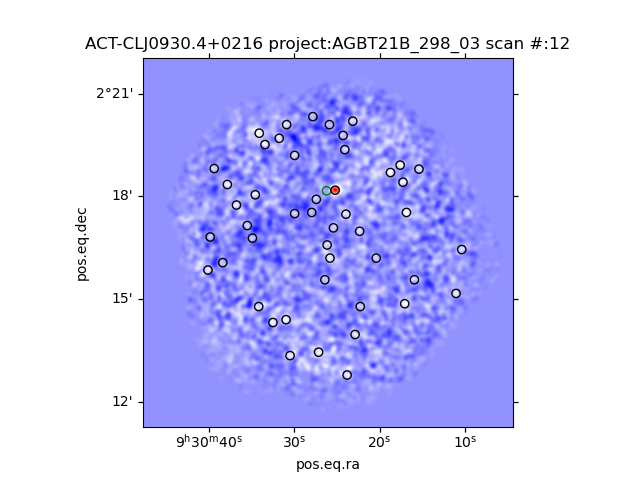 ACT-CLJ0930.4+0216 project:AGBT21B_298_03 scan #:12
2°21'
18'
15'
12'
pos.eq.dec
9h30m40s 30s 20s 10s
pos.eq.ra